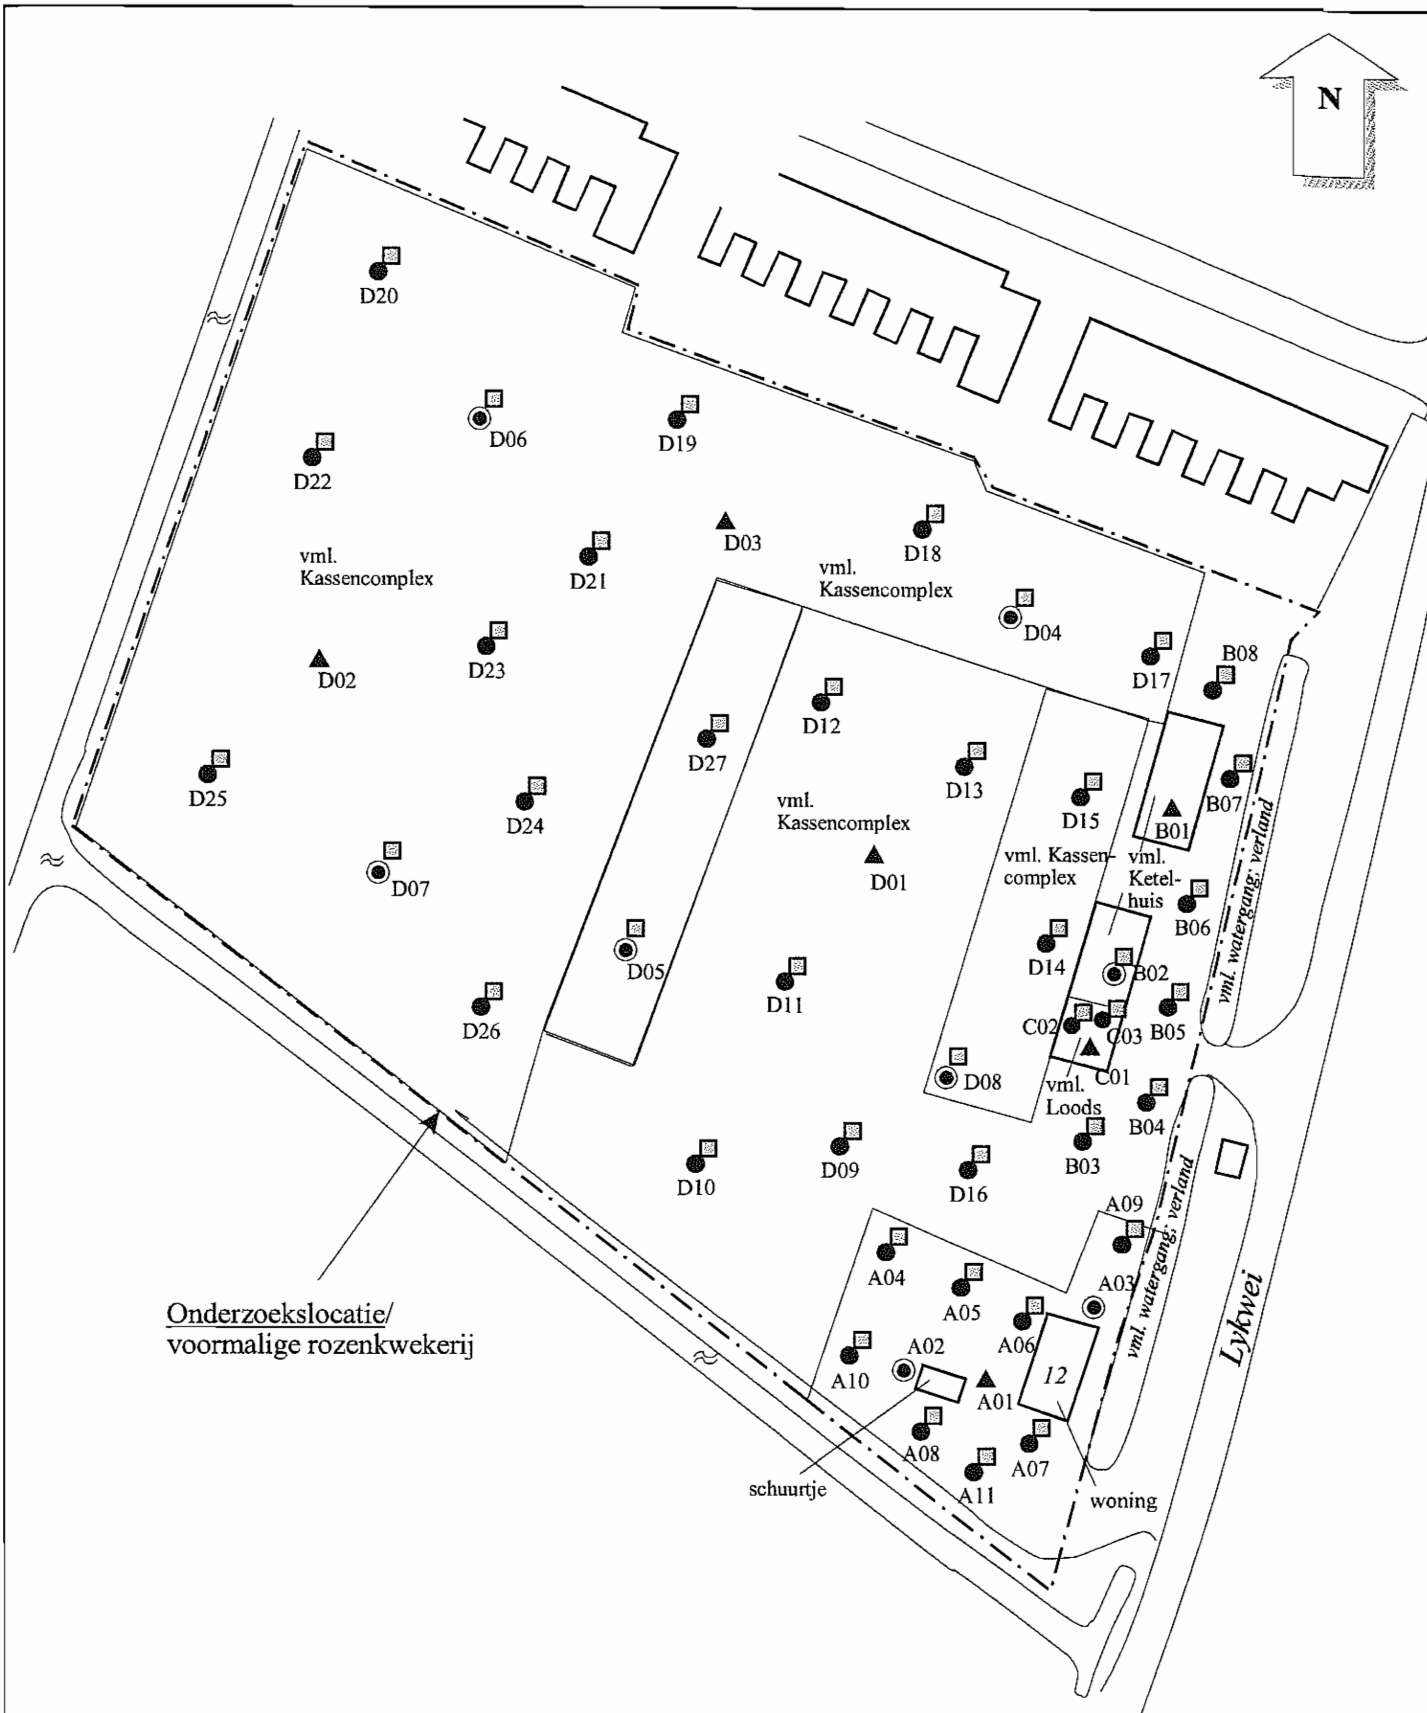 N
D20
D06
D19
D22
D03
D18
D21
vml.
Kassencomplex
vml.
Kassencomplex
D04
D23
D02
D17
B08
D12
D27
D13
D25
D24
D15
B07
B01
vml.
Kassencomplex
D07
D01
vml. Kassen-
complex
vml.
Ketel-
huis
B06
vml. watergang; verland
D05
D14
B02
D11
D26
B05
C02
C03
C01
D08
vml.
Loods
B04
D10
D09
D16
B03
A09
vml. watergang; verland
A04
A05
A03
Lykwei
Onderzoekslocatie/
voormalige rozenkwekerij
A06
A02
A10
12
A01
A08
A07
schuurtje
A11
woning